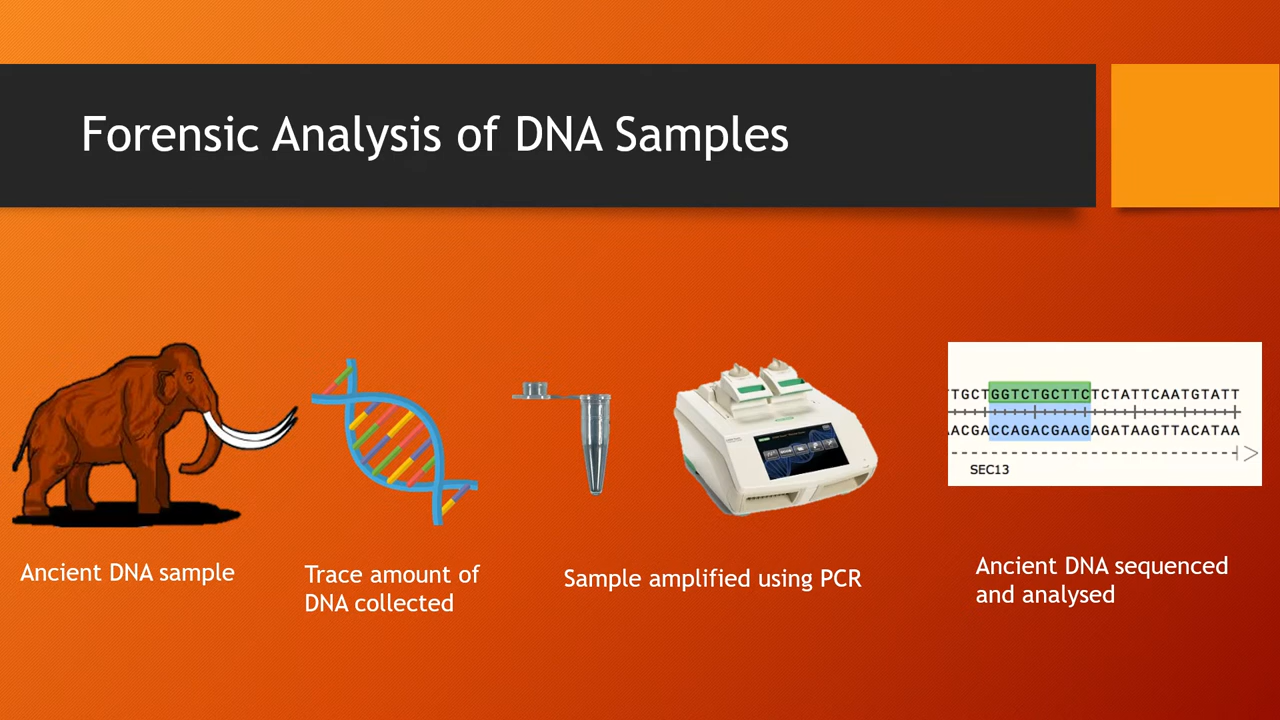 Forensic Analysis of DNA Samples
TGCTGGTCTGCTTCTCTATTCAATGTATT
ACGACCAGACGAAGAGATAAGTTACATAA
SEC13
Ancient DNA sample
Trace amount of
DNA collected
Sample amplified using PCR
Ancient DNA sequenced
and analysed